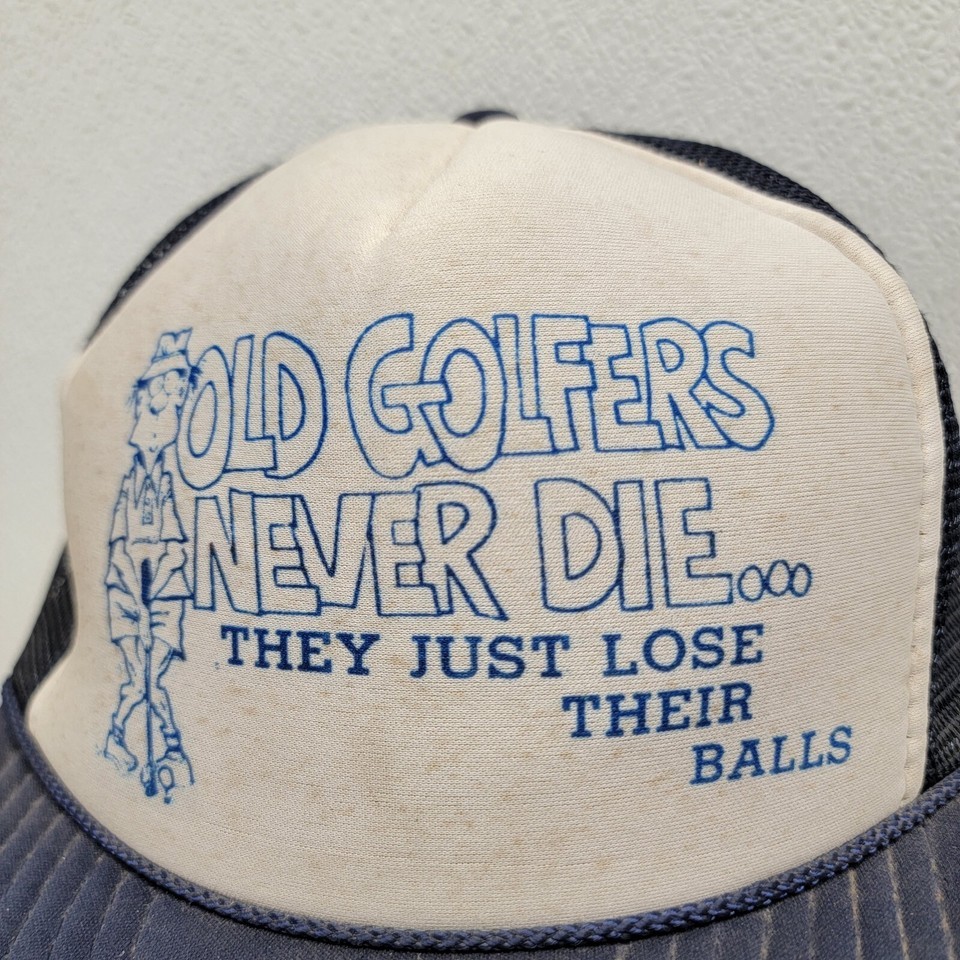 OLD GOLFERS
NEVER DIE...
THEY JUST LOSE
THEIR
BALLS